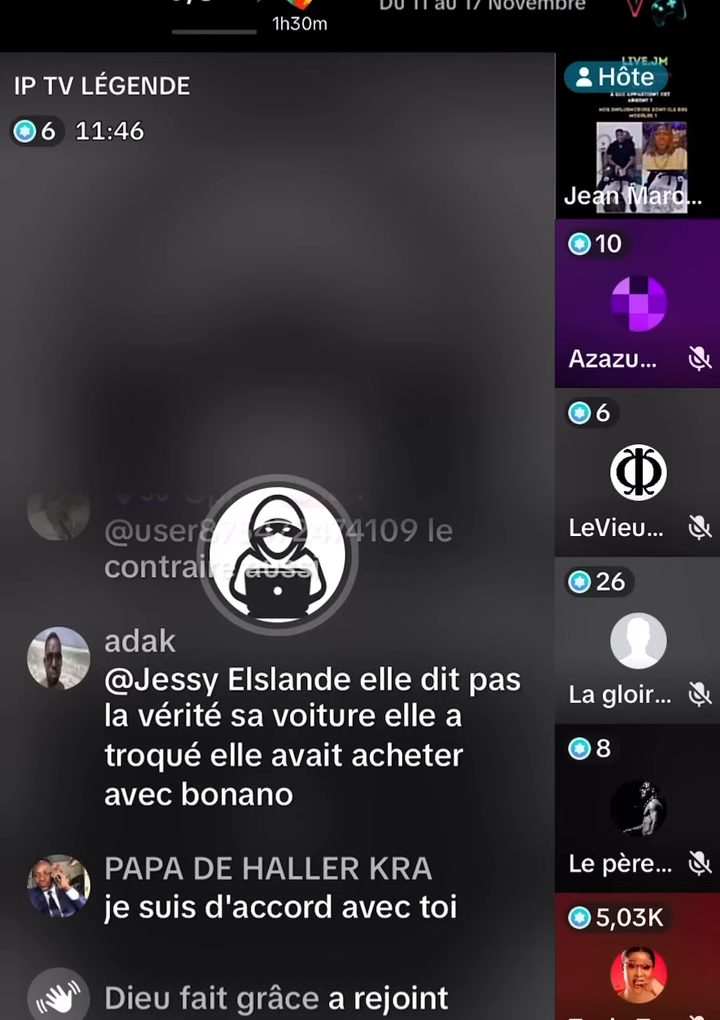 1h30m
Du 11 au 17 Novembre
IP TV LÉGENDE
6 11:46
Hôte
LIVE.JM
Jean Marc...
10
Azazu...
6
LeVieu...
26
La gloir...
8
Le père...
5,03K
le
contraire aussi
adak
@Jessy Elslande elle dit pas
la vérité sa voiture elle a
troqué elle avait acheter
avec bonano
PAPA DE HALLER KRA
je suis d'accord avec toi
Dieu fait grâce a rejoint